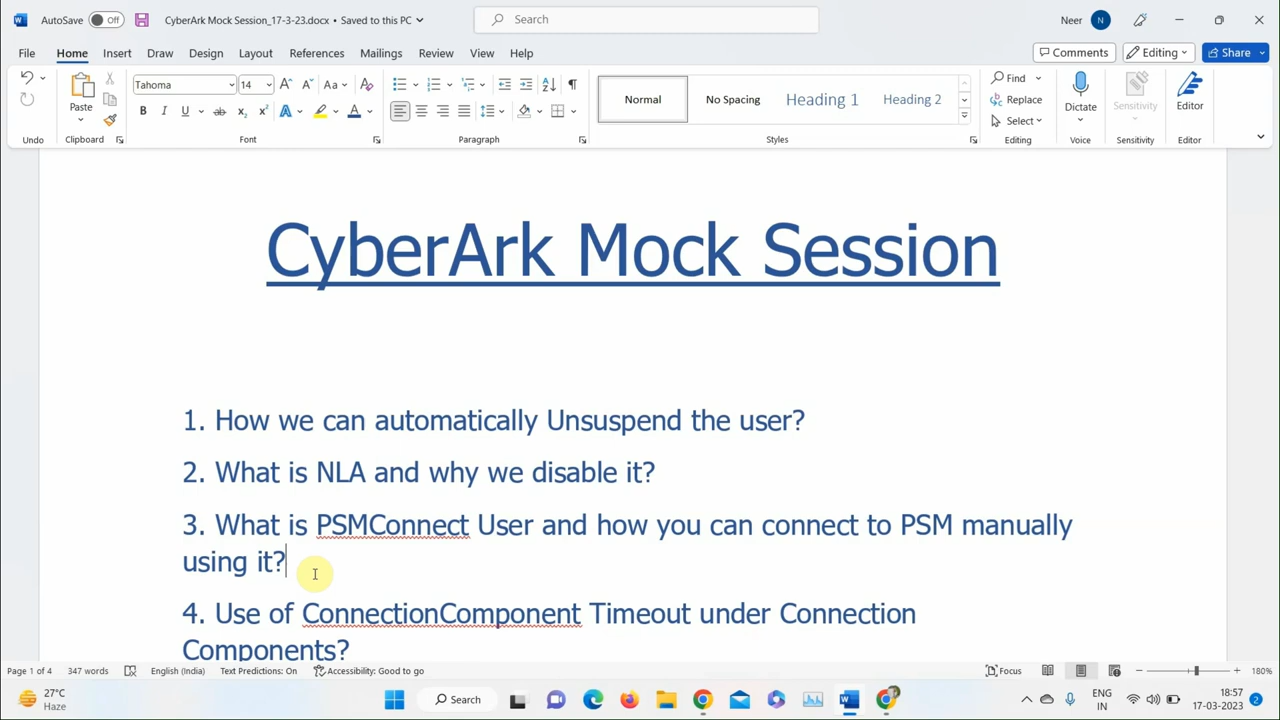 AutoSave Off CyberArk Mock Session_17-3-23.docx • Saved to this PC Search Neer N
File Home Insert Draw Design Layout References Mailings Review View Help Comments Editing Share
Tahoma 14 Find
Paste Normal No Spacing Heading 1 Heading 2 Replace Dictate Sensitivity Editor
Select
Undo Clipboard Font Paragraph Styles Editing Voice Sensitivity Editor
CyberArk Mock Session
1. How we can automatically Unsuspend the user?
2. What is NLA and why we disable it?
3. What is PSMConnect User and how you can connect to PSM manually
using it?
4. Use of ConnectionComponent Timeout under Connection
Components?
Page 1 of 4 347 words English (India) Text Predictions: On Accessibility: Good to go Focus 180%
27°C Search ENG 18:57
Haze IN 17-03-2023 2